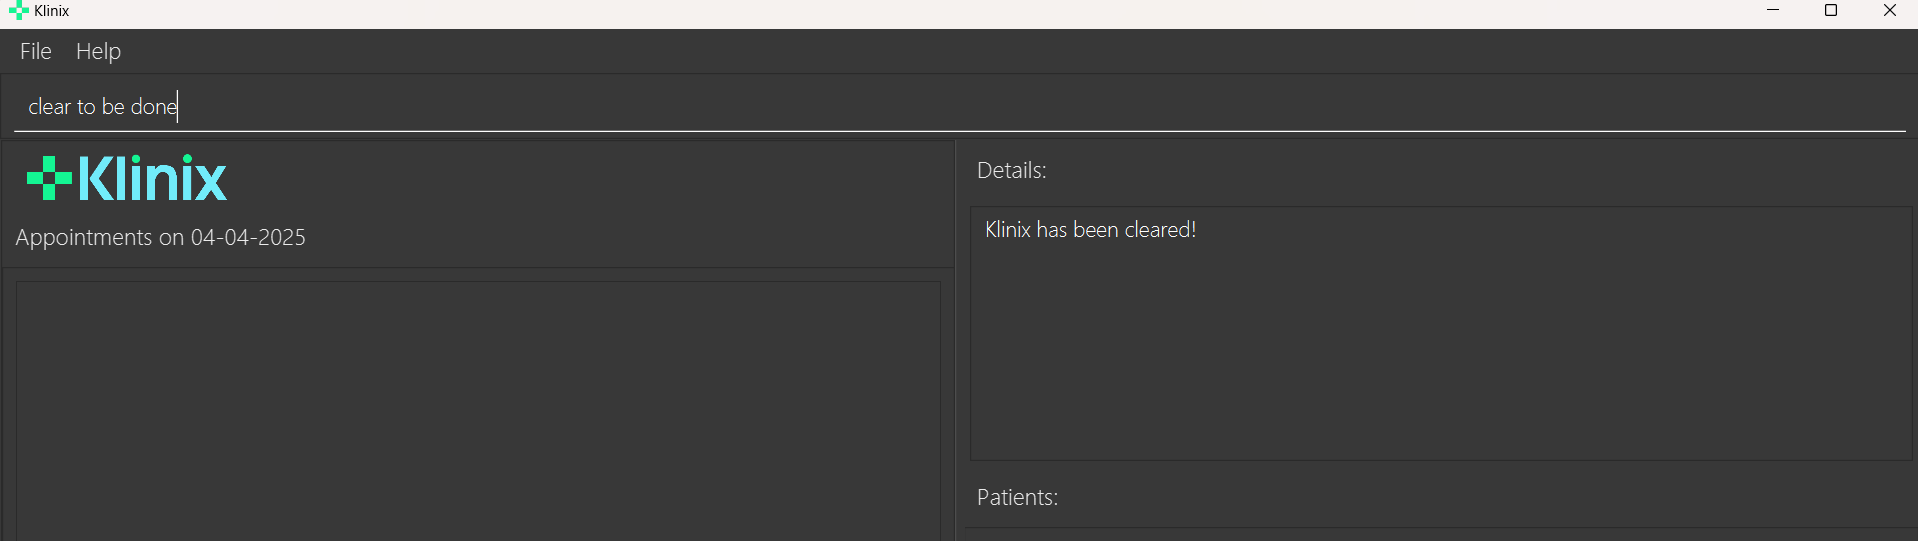 Klinix
File Help
clear to be done
Klinix
Appointments on 04-04-2025
Details:
Klinix has been cleared!
Patients: